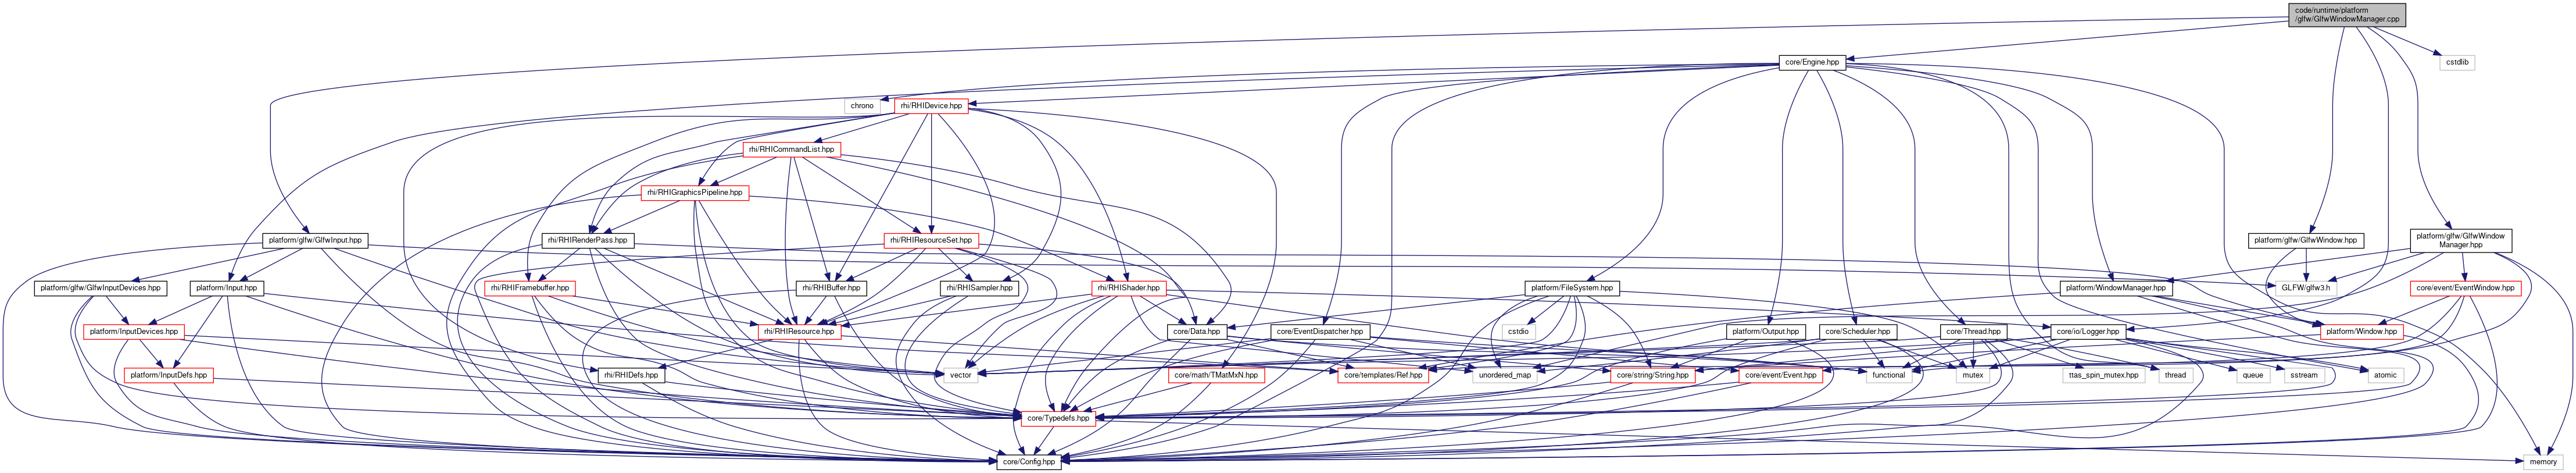 code/runtime/platform
/glfw/GlfwWindowManager.cpp
core/Engine.hpp
cstdlib
chrono
rhi/RHIDevice.hpp
rhi/RHICommandList.hpp
rhi/RHIGraphicsPipeline.hpp
platform/glfw/GlfwInput.hpp
rhi/RHIRenderPass.hpp
rhi/RHIResourceSet.hpp
platform/glfw/GlfwWindow.hpp
platform/glfw/GlfwWindow
Manager.hpp
platform/glfw/GlfwInputDevices.hpp
platform/Input.hpp
rhi/RHIFramebuffer.hpp
rhi/RHIBuffer.hpp
rhi/RHISampler.hpp
rhi/RHIShader.hpp
platform/FileSystem.hpp
platform/WindowManager.hpp
GLFW/glfw3.h
core/event/EventWindow.hpp
platform/InputDevices.hpp
rhi/RHIResource.hpp
core/Data.hpp
core/EventDispatcher.hpp
cstdio
platform/Output.hpp
core/Scheduler.hpp
core/Thread.hpp
core/io/Logger.hpp
platform/Window.hpp
platform/InputDefs.hpp
rhi/RHIDefs.hpp
vector
core/math/TMatMxN.hpp
core/templates/Ref.hpp
unordered_map
core/string/String.hpp
core/event/Event.hpp
functional
mutex
ttas_spin_mutex.hpp
thread
queue
sstream
atomic
core/Typedefs.hpp
core/Config.hpp
memory